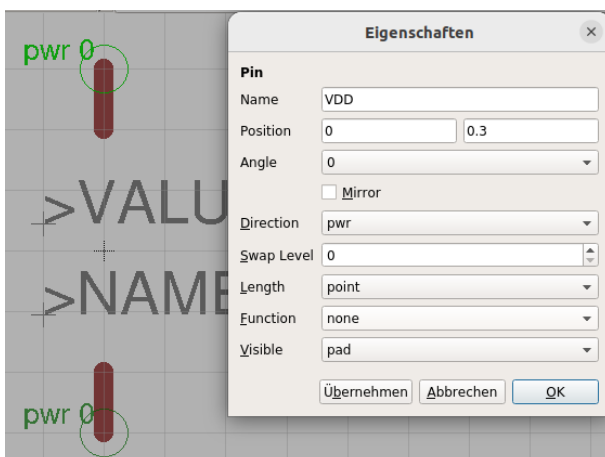 pwr 0
>VALU
>NAME
pwr 0
Eigenschaften
Pin
Name VDD
Position 0 0.3
Angle 0
Mirror
Direction pwr
Swap Level 0
Length point
Function none
Visible pad
Übernehmen Abbrechen OK